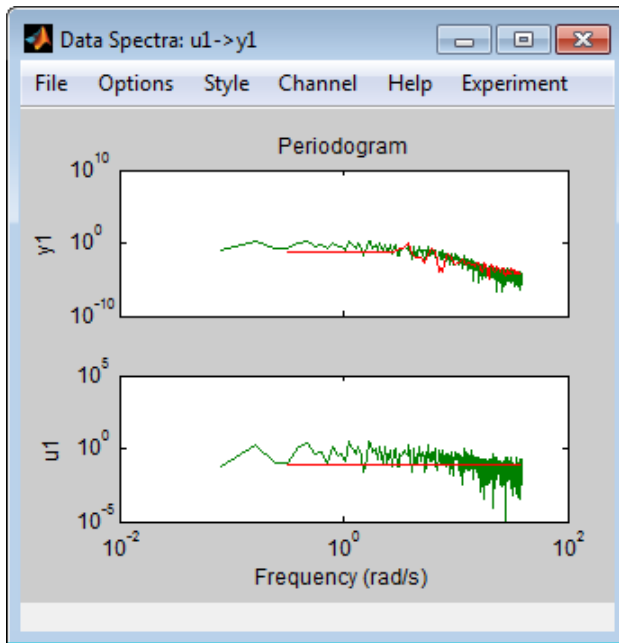 Data Spectra: u1->y1
File Options Style Channel Help Experiment
Periodogram
10^10
10^0
10^-10
y1
10^5
10^0
10^-5
u1
10^-2 10^0 10^2
Frequency (rad/s)